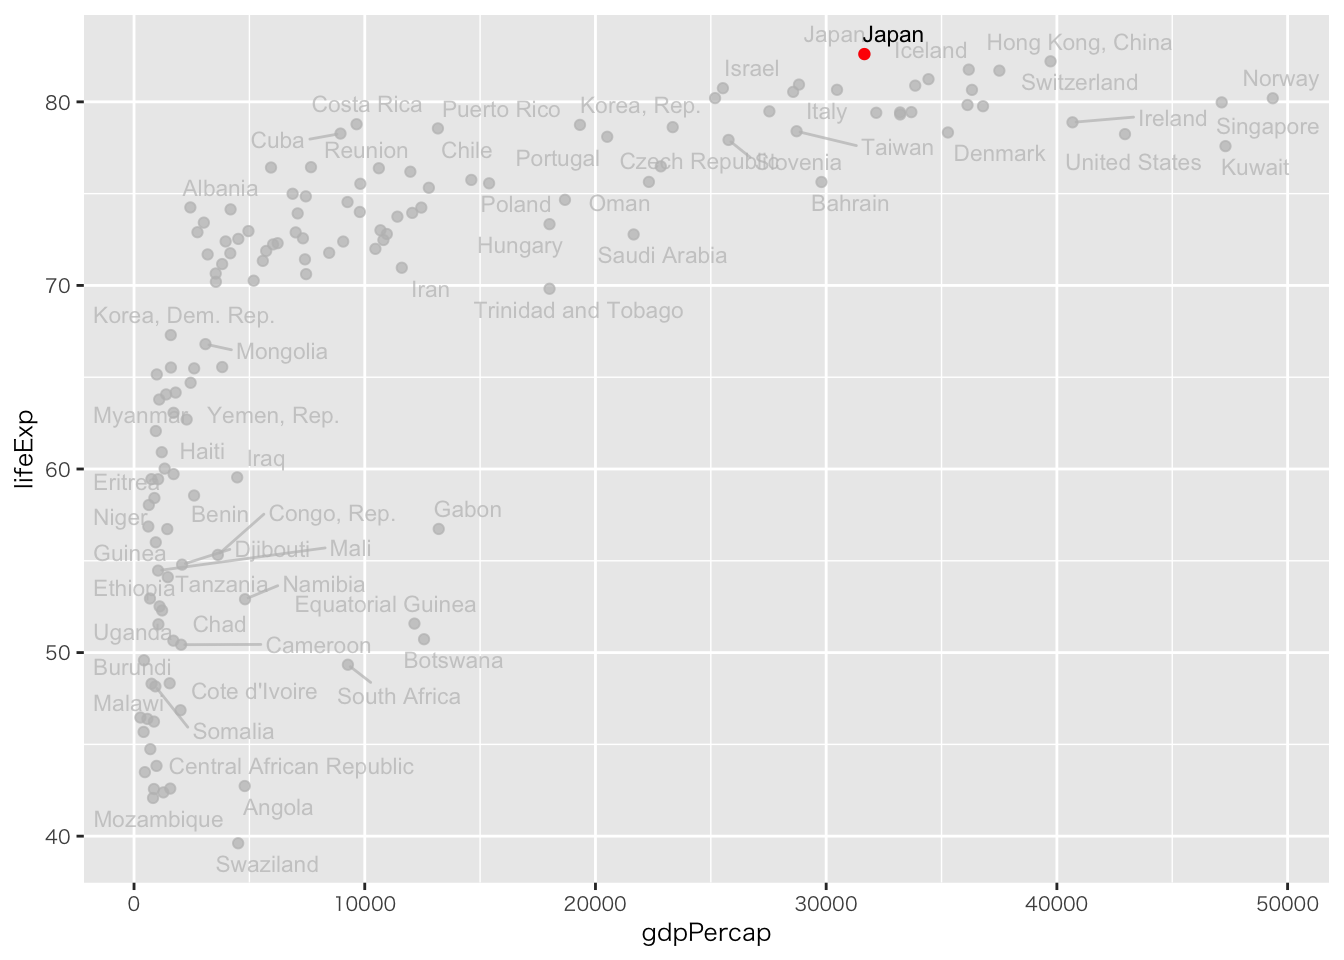 Japan
Japan
Iceland
Hong Kong, China
Israel
Switzerland
Norway
Costa Rica
Puerto Rico
Korea, Rep.
Italy
Ireland
Singapore
Cuba
Reunion
Chile
Portugal
Czech Republic
Slovenia
Taiwan
Denmark
United States
Kuwait
Albania
Poland
Oman
Bahrain
Hungary
Saudi Arabia
Iran
Trinidad and Tobago
Korea, Dem. Rep.
Mongolia
Myanmar
Yemen, Rep.
Haiti
Iraq
Eritrea
Niger
Benin
Congo, Rep.
Gabon
Guinea
Djibouti
Mali
Ethiopia
Tanzania
Namibia
Equatorial Guinea
Uganda
Chad
Cameroon
Botswana
Burundi
Cote d'Ivoire
South Africa
Malawi
Somalia
Central African Republic
Angola
Mozambique
Swaziland
80
70
60
50
40
lifeExp
0
10000
20000
30000
40000
50000
gdpPercap